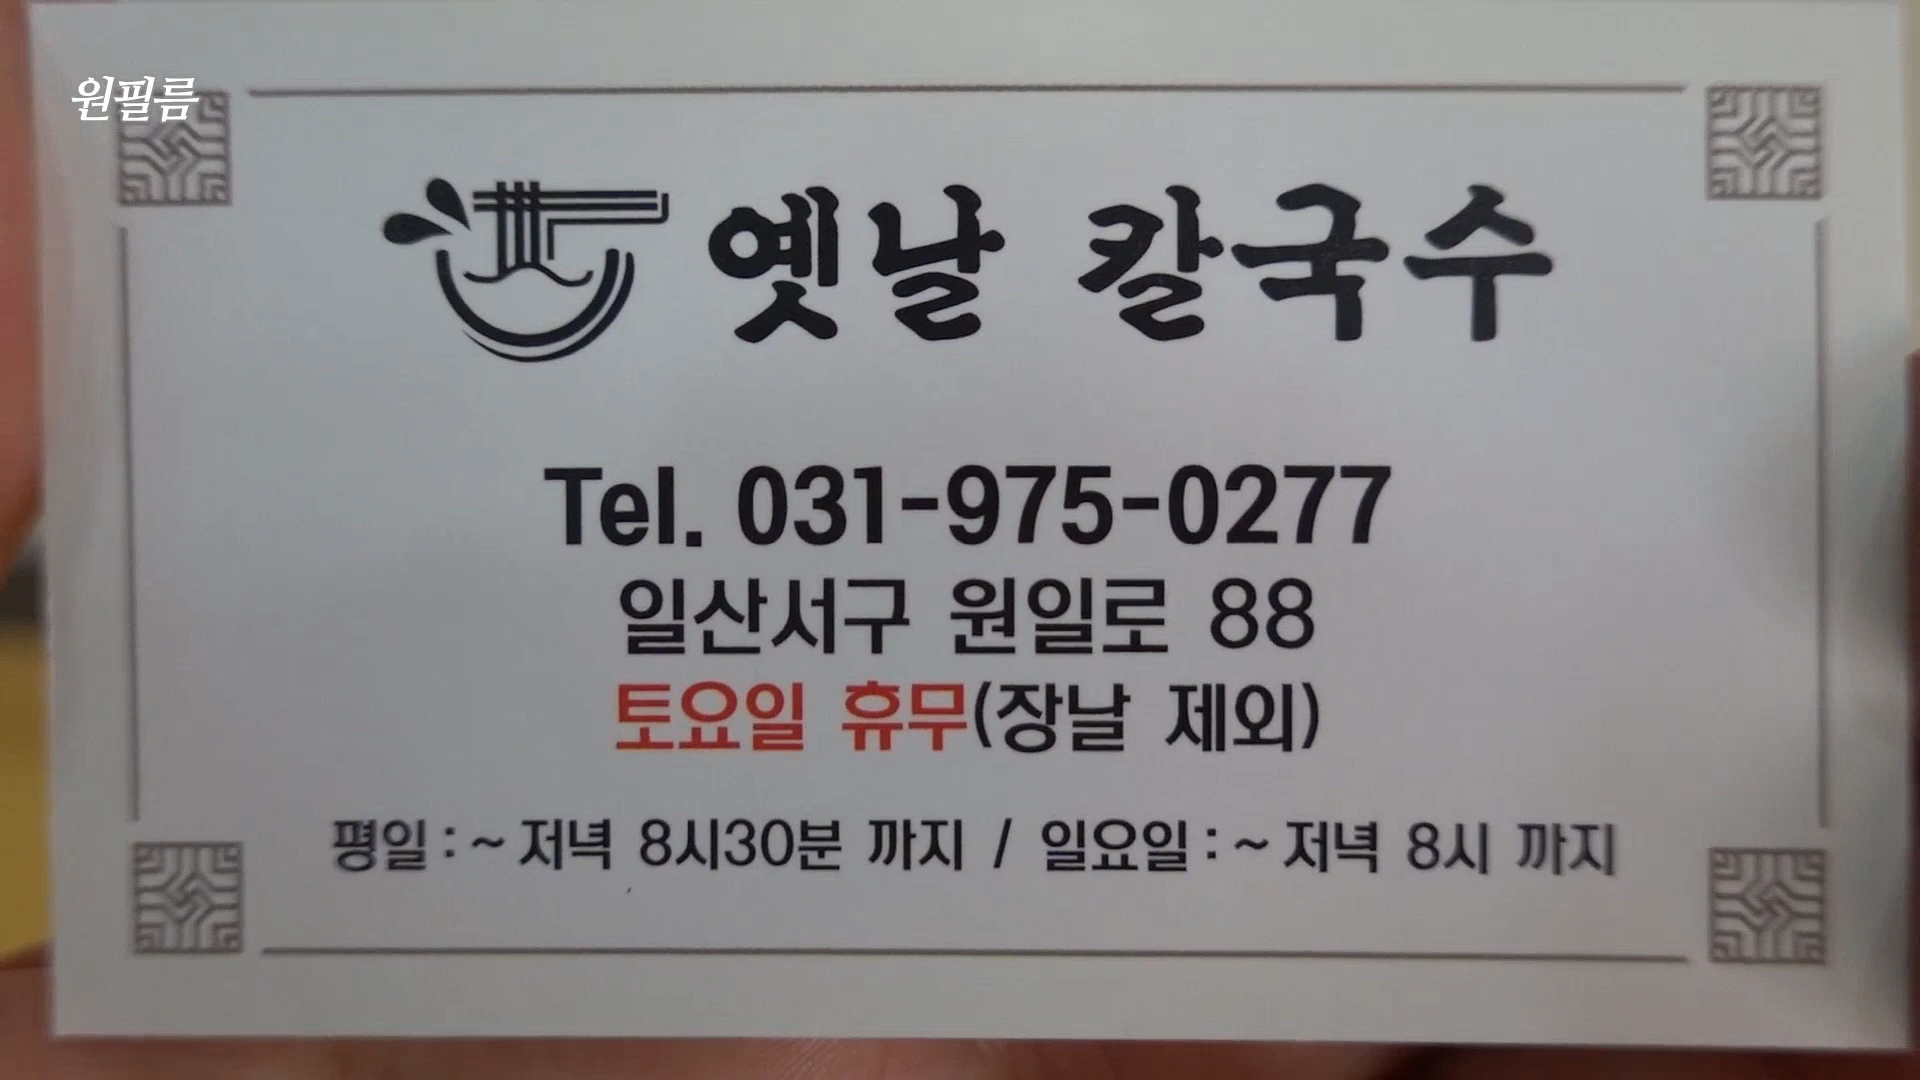 원필름
옛날 칼국수
Tel. 031-975-0277
일산서구 원일로 88
토요일 휴무(장날 제외)
평일 : ~ 저녁 8시30분 까지 / 일요일 : ~ 저녁 8시 까지